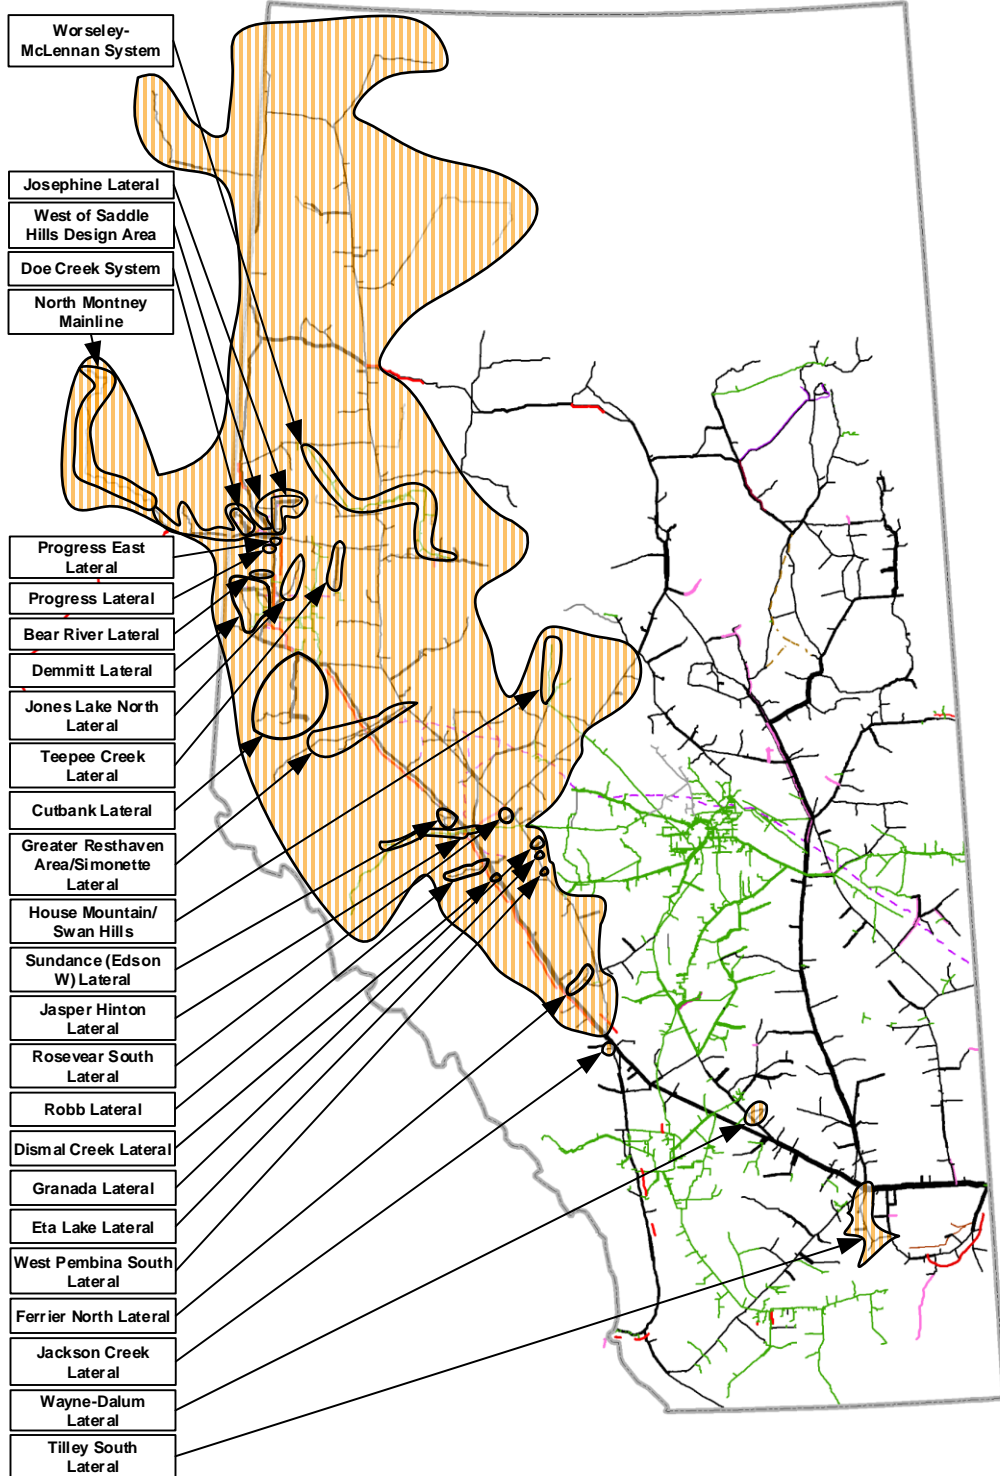 Worseley-
McLennan System
Josephine Lateral
West of Saddle
Hills Design Area
Doe Creek System
North Montney
Mainline
Progress East
Lateral
Progress Lateral
Bear River Lateral
Demmitt Lateral
Jones Lake North
Lateral
Teepee Creek
Lateral
Cutbank Lateral
Greater Resthaven
Area/Simonette
Lateral
House Mountain/
Swan Hills
Sundance (Edson
W) Lateral
Jasper Hinton
Lateral
Rosevear South
Lateral
Robb Lateral
Dismal Creek Lateral
Granada Lateral
Eta Lake Lateral
West Pembina South
Lateral
Ferrier North Lateral
Jackson Creek
Lateral
Wayne-Dalum
Lateral
Tilley South
Lateral